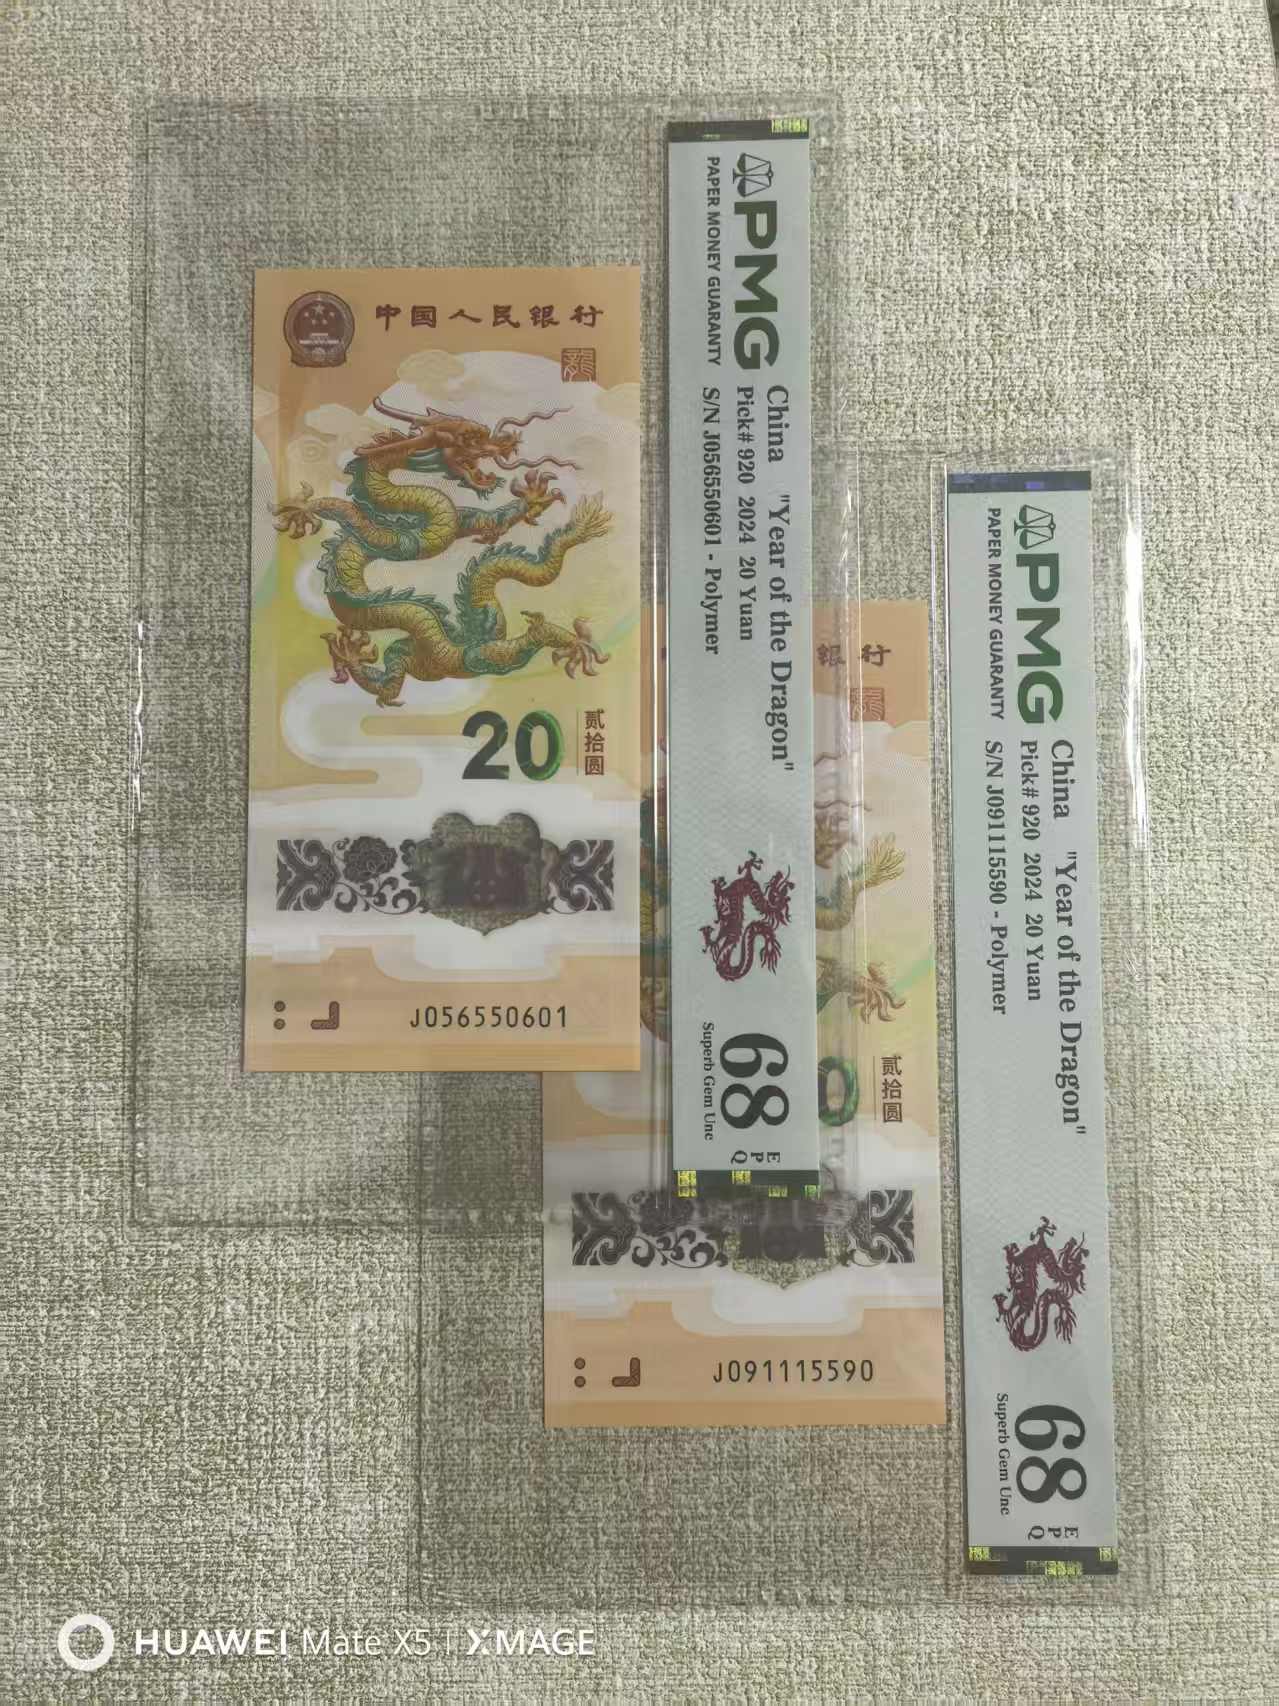 中国人民银行
龍
20
贰拾圆
J056550601
PMG
PAPER MONEY GUARANTY
China "Year of the Dragon"
Pick# 920 2024 20 Yuan
S/N J056550601 - Polymer
68
EPQ
Superb Gem Unc
银行
龍
0
贰拾圆
J091115590
PMG
PAPER MONEY GUARANTY
China "Year of the Dragon"
Pick# 920 2024 20 Yuan
S/N J091115590 - Polymer
68
EPQ
Superb Gem Unc
HUAWEI Mate X5 | XMAGE